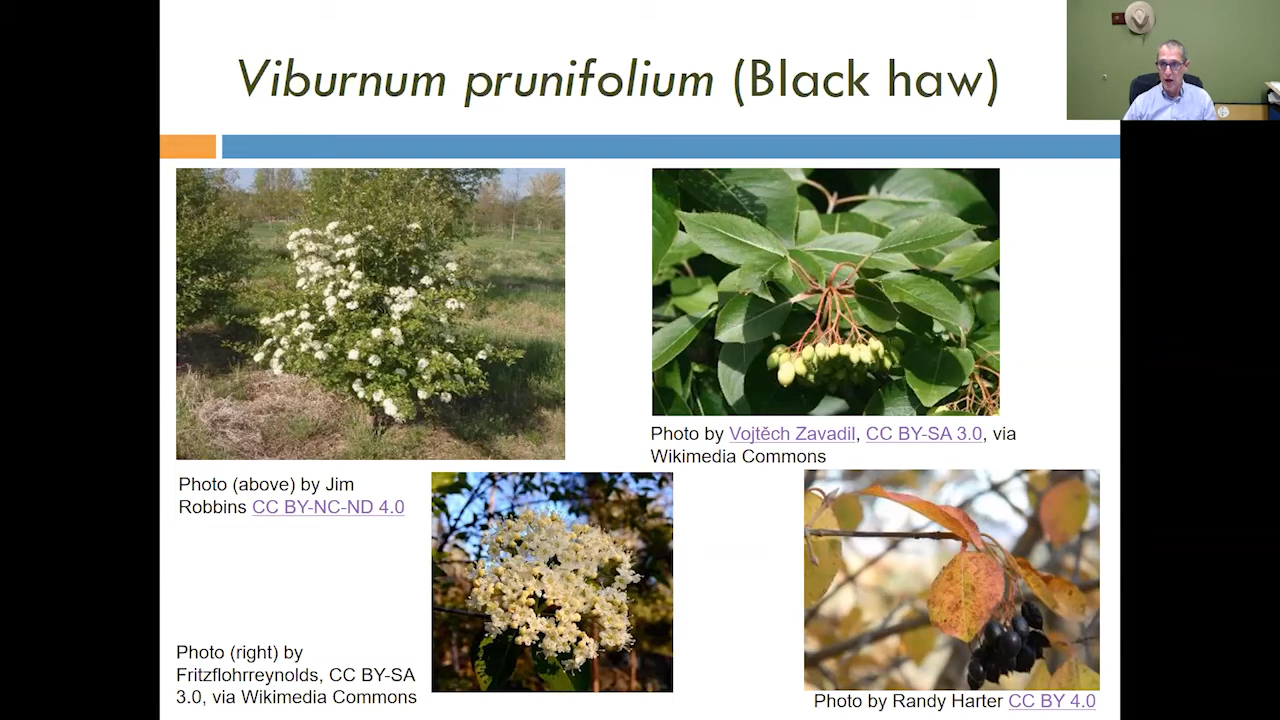 Viburnum prunifolium (Black haw)
Photo by Vojtěch Zavadil, CC BY-SA 3.0, via
Wikimedia Commons
Photo (above) by Jim
Robbins CC BY-NC-ND 4.0
Photo (right) by
Fritzflohrreynolds, CC BY-SA
3.0, via Wikimedia Commons
Photo by Randy Harter CC BY 4.0